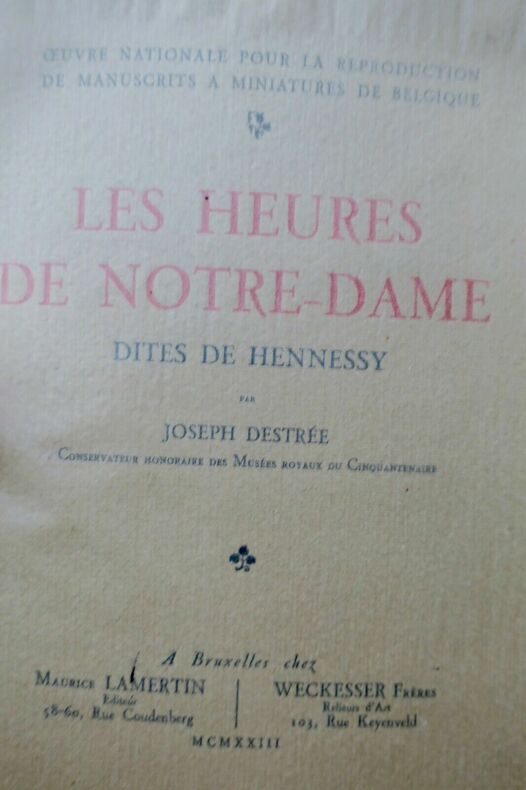 ŒUVRE NATIONALE POUR LA REPRODUCTION
DE MANUSCRITS A MINIATURES DE BELGIQUE
LES HEURES
DE NOTRE-DAME
DITES DE HENNESSY
PAR
JOSEPH DESTRÉE
CONSERVATEUR HONORAIRE DES MUSÉES ROYAUX DU CINQUANTENAIRE
A Bruxelles chez
MAURICE LAMERTIN
Editeur
58-60, Rue Coudenberg
WECKESSER FRÈRES
Relieurs d'Art
103, Rue Keyenveld
MCMXXIII